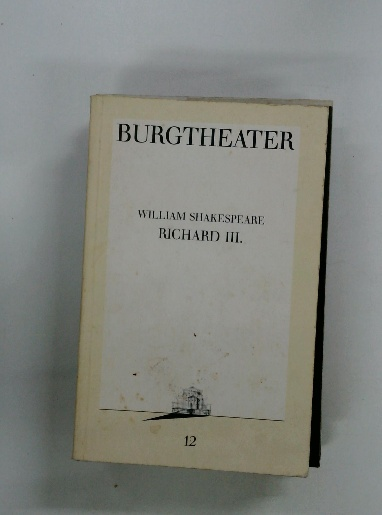 BURGTHEATER
WILLIAM SHAKESPEARE
RICHARD III.
12